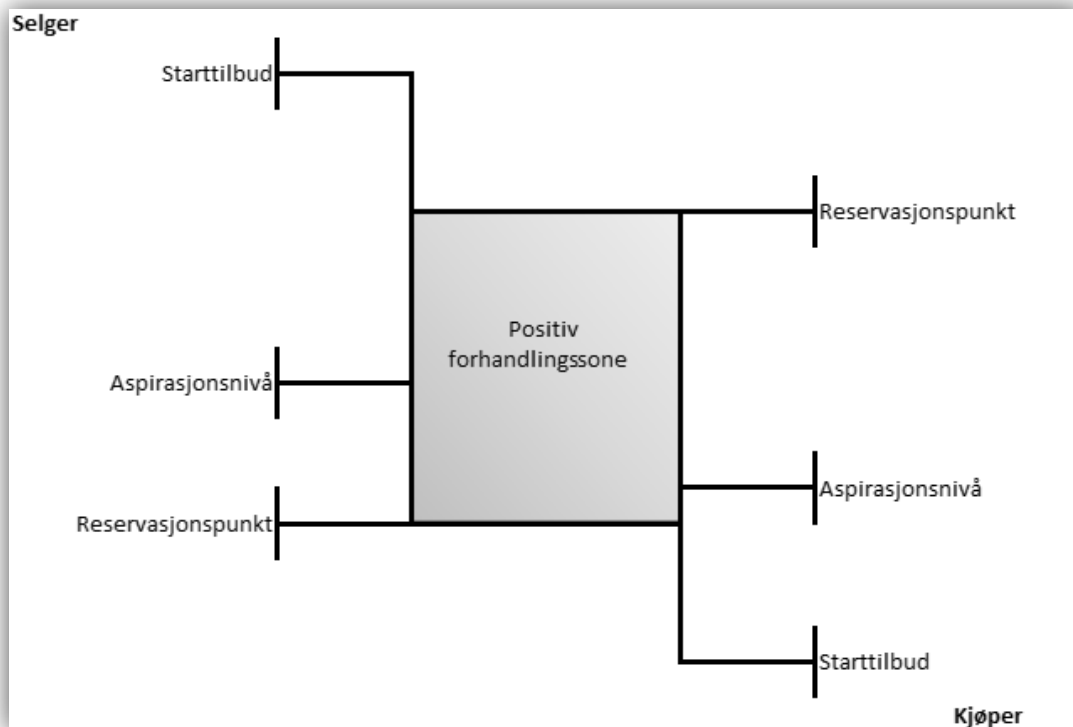 Selger
Starttilbud
Reservasjonspunkt
Positiv
forhandlingssone
Aspirasjonsnivå
Aspirasjonsnivå
Reservasjonspunkt
Starttilbud
Kjøper